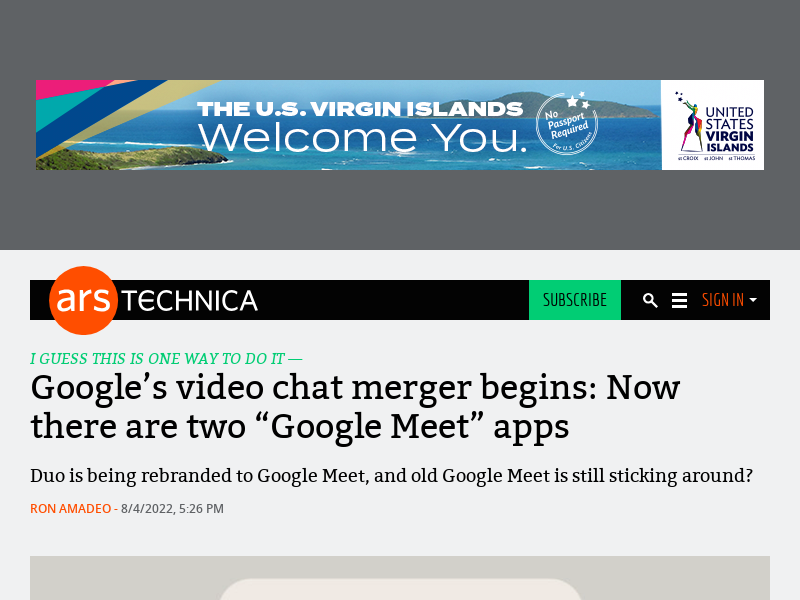 THE U.S. VIRGIN ISLANDS
Welcome You.
No
Passport
Required
For U.S. Citizens
UNITED
STATES
VIRGIN
ISLANDS
ST CROIX ST JOHN ST THOMAS
ars TECHNICA
SUBSCRIBE
SIGN IN
I GUESS THIS IS ONE WAY TO DO IT —
Google’s video chat merger begins: Now
there are two “Google Meet” apps
Duo is being rebranded to Google Meet, and old Google Meet is still sticking around?
RON AMADEO - 8/4/2022, 5:26 PM